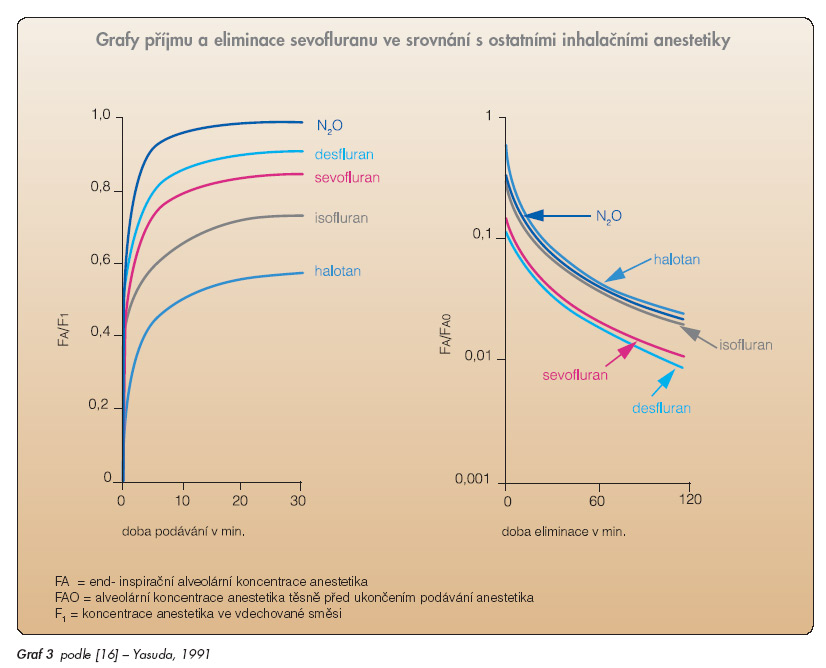 Grafy příjmu a eliminace sevofluranu ve srovnání s ostatními inhalačními anestetiky
1,0
0,8
0,6
0,4
0,2
0
FA/F1
N2O
desfluran
sevofluran
isofluran
halotan
0
10
20
30
doba podávání v min.
1
0,1
0,01
0,001
FA/FA0
N2O
halotan
isofluran
sevofluran
desfluran
0
60
120
doba eliminace v min.
FA = end- inspirační alveolární koncentrace anestetika
FAO = alveolární koncentrace anestetika těsně před ukončením podávání anestetika
F1 = koncentrace anestetika ve vdechované směsi
Graf 3 podle [16] – Yasuda, 1991